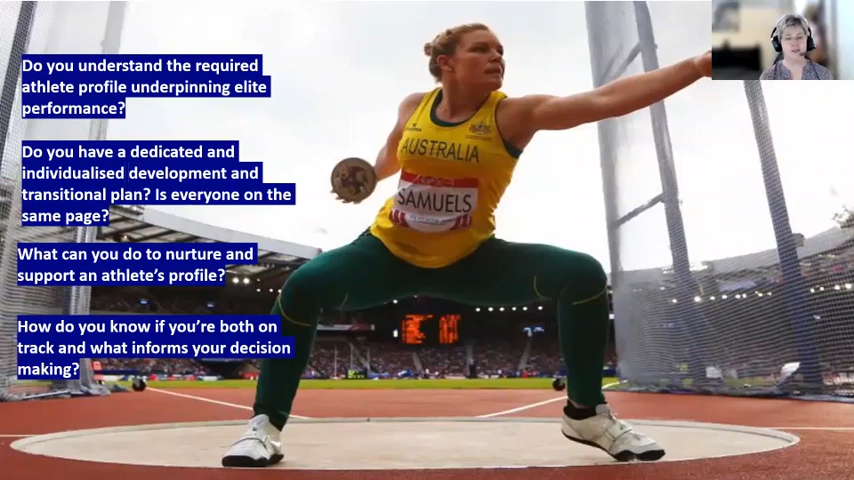 Do you understand the required
athlete profile underpinning elite
performance?
Do you have a dedicated and
individualised development and
transitional plan? Is everyone on the
same page?
What can you do to nurture and
support an athlete's profile?
How do you know if you're both on
track and what informs your decision
making?
AUSTRALIA
SAMUELS